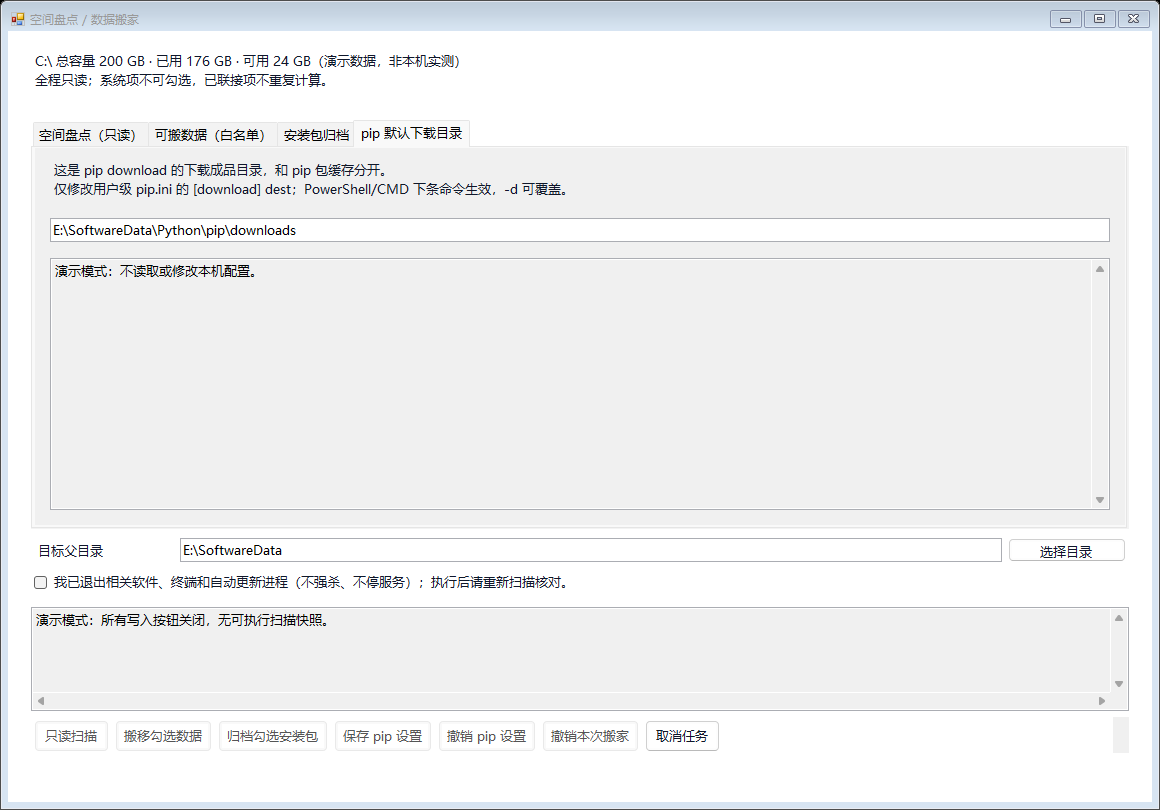 空间盘点 / 数据搬家
C:\ 总容量 200 GB · 已用 176 GB · 可用 24 GB（演示数据，非本机实测）
全程只读；系统项不可勾选，已联接项不重复计算。
空间盘点（只读） 可搬数据（白名单） 安装包归档 pip 默认下载目录
这是 pip download 的下载成品目录，和 pip 包缓存分开。
仅修改用户级 pip.ini 的 [download] dest；PowerShell/CMD 下条命令生效，-d 可覆盖。
E:\SoftwareData\Python\pip\downloads
演示模式：不读取或修改本机配置。
目标父目录 E:\SoftwareData 选择目录
我已退出相关软件、终端和自动更新进程（不强杀、不停服务）；执行后请重新扫描核对。
演示模式：所有写入按钮关闭，无可执行扫描快照。
只读扫描 搬移勾选数据 归档勾选安装包 保存 pip 设置 撤销 pip 设置 撤销本次搬家 取消任务